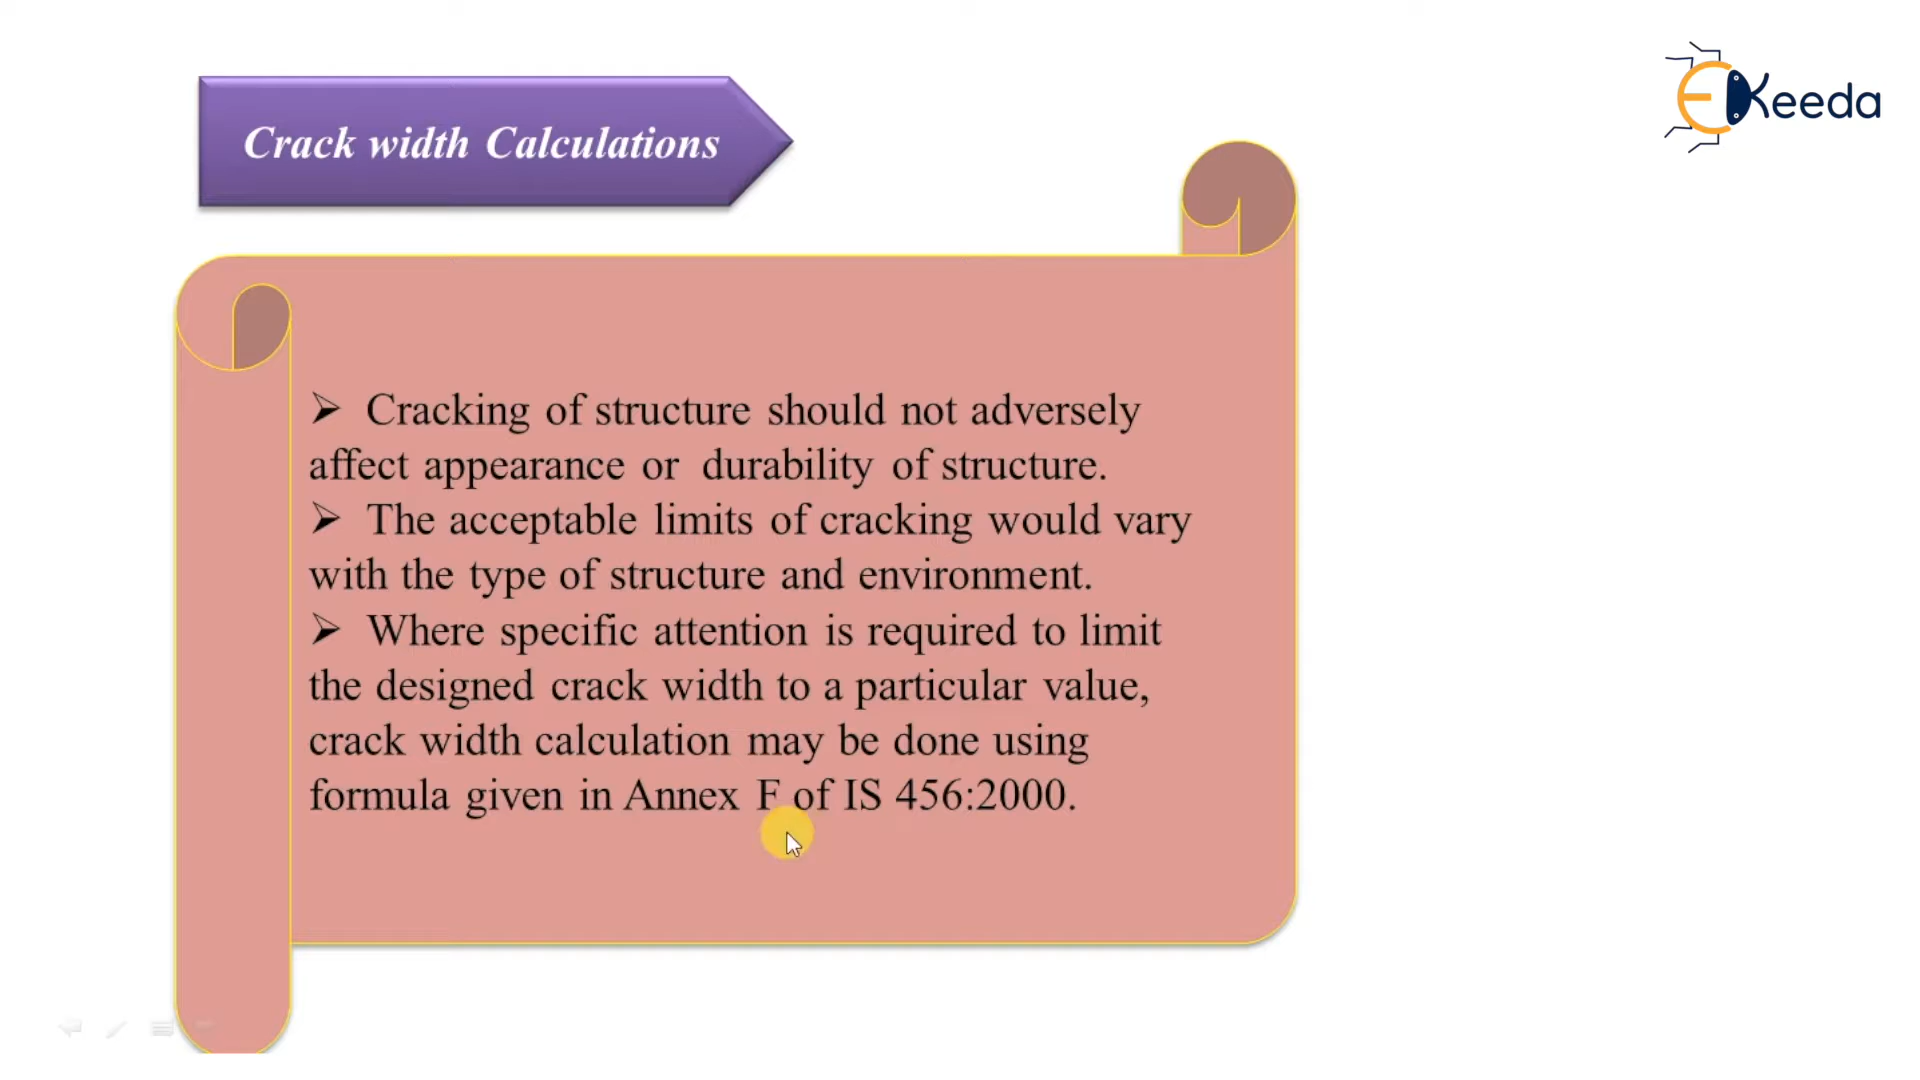 Crack width Calculations
EKeeda
➢ Cracking of structure should not adversely
affect appearance or durability of structure.
➢ The acceptable limits of cracking would vary
with the type of structure and environment.
➢ Where specific attention is required to limit
the designed crack width to a particular value,
crack width calculation may be done using
formula given in Annex F of IS 456:2000.